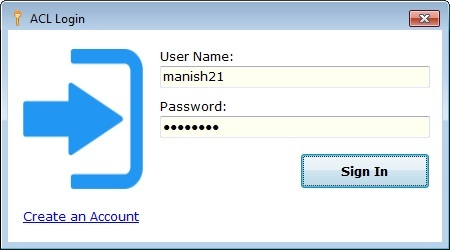 ACL Login
User Name:
manish21
Password:
••••••••
Sign In
Create an Account